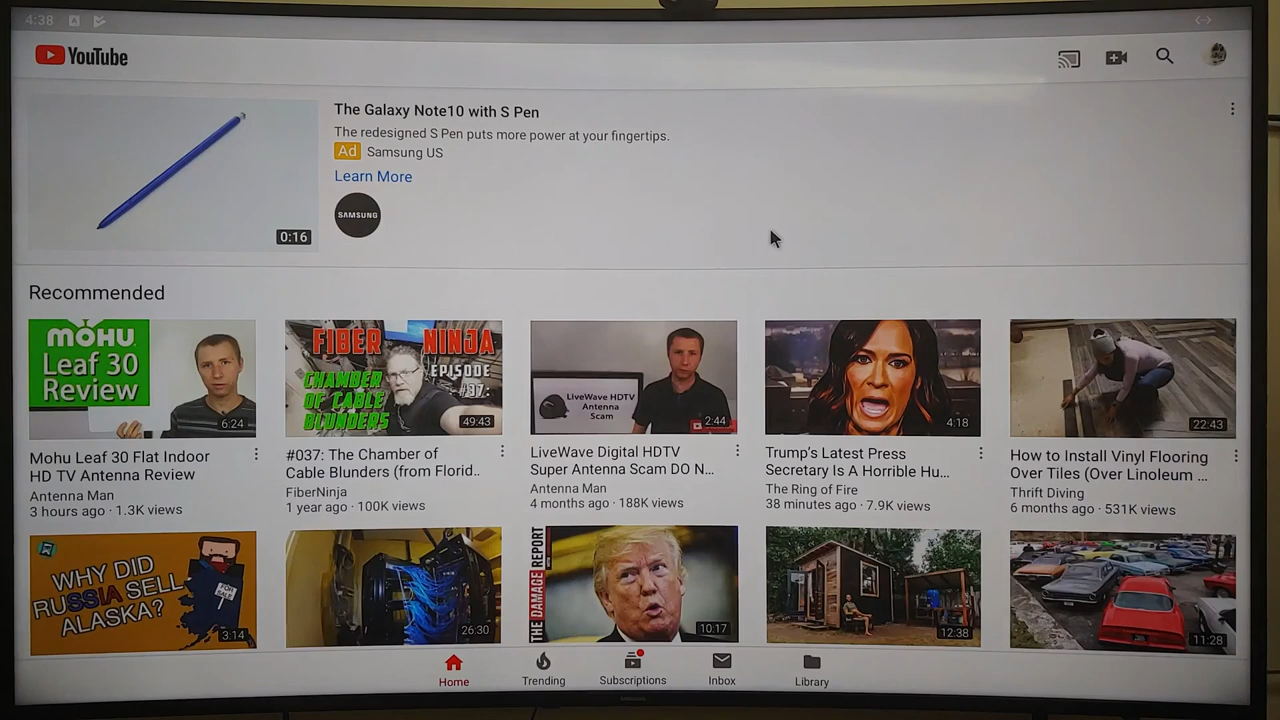 4:38
YouTube
The Galaxy Note10 with S Pen
The redesigned S Pen puts more power at your fingertips.
Ad Samsung US
Learn More
SAMSUNG
0:16
Recommended
mohu
Leaf 30
Review
6:24
Mohu Leaf 30 Flat Indoor
HD TV Antenna Review
Antenna Man
3 hours ago · 1.3K views
FIBER NINJA
EPISODE
#37:
CHAMBER
OF CABLE
BLUNDERS
49:43
#037: The Chamber of
Cable Blunders (from Florid..
FiberNinja
1 year ago · 100K views
LiveWave HDTV
Antenna
Scam
2:44
LiveWave Digital HDTV
Super Antenna Scam DO N...
Antenna Man
4 months ago · 188K views
4:18
Trump's Latest Press
Secretary Is A Horrible Hu...
The Ring of Fire
38 minutes ago · 7.9K views
22:43
How to Install Vinyl Flooring
Over Tiles (Over Linoleum ...
Thrift Diving
6 months ago · 531K views
WHY DID
RUSSIA SELL
ALASKA?
FOR
SALE
3:14
26:30
THE DAMAGE REPORT
10:17
12:38
11:28
Home
Trending
Subscriptions
Inbox
Library